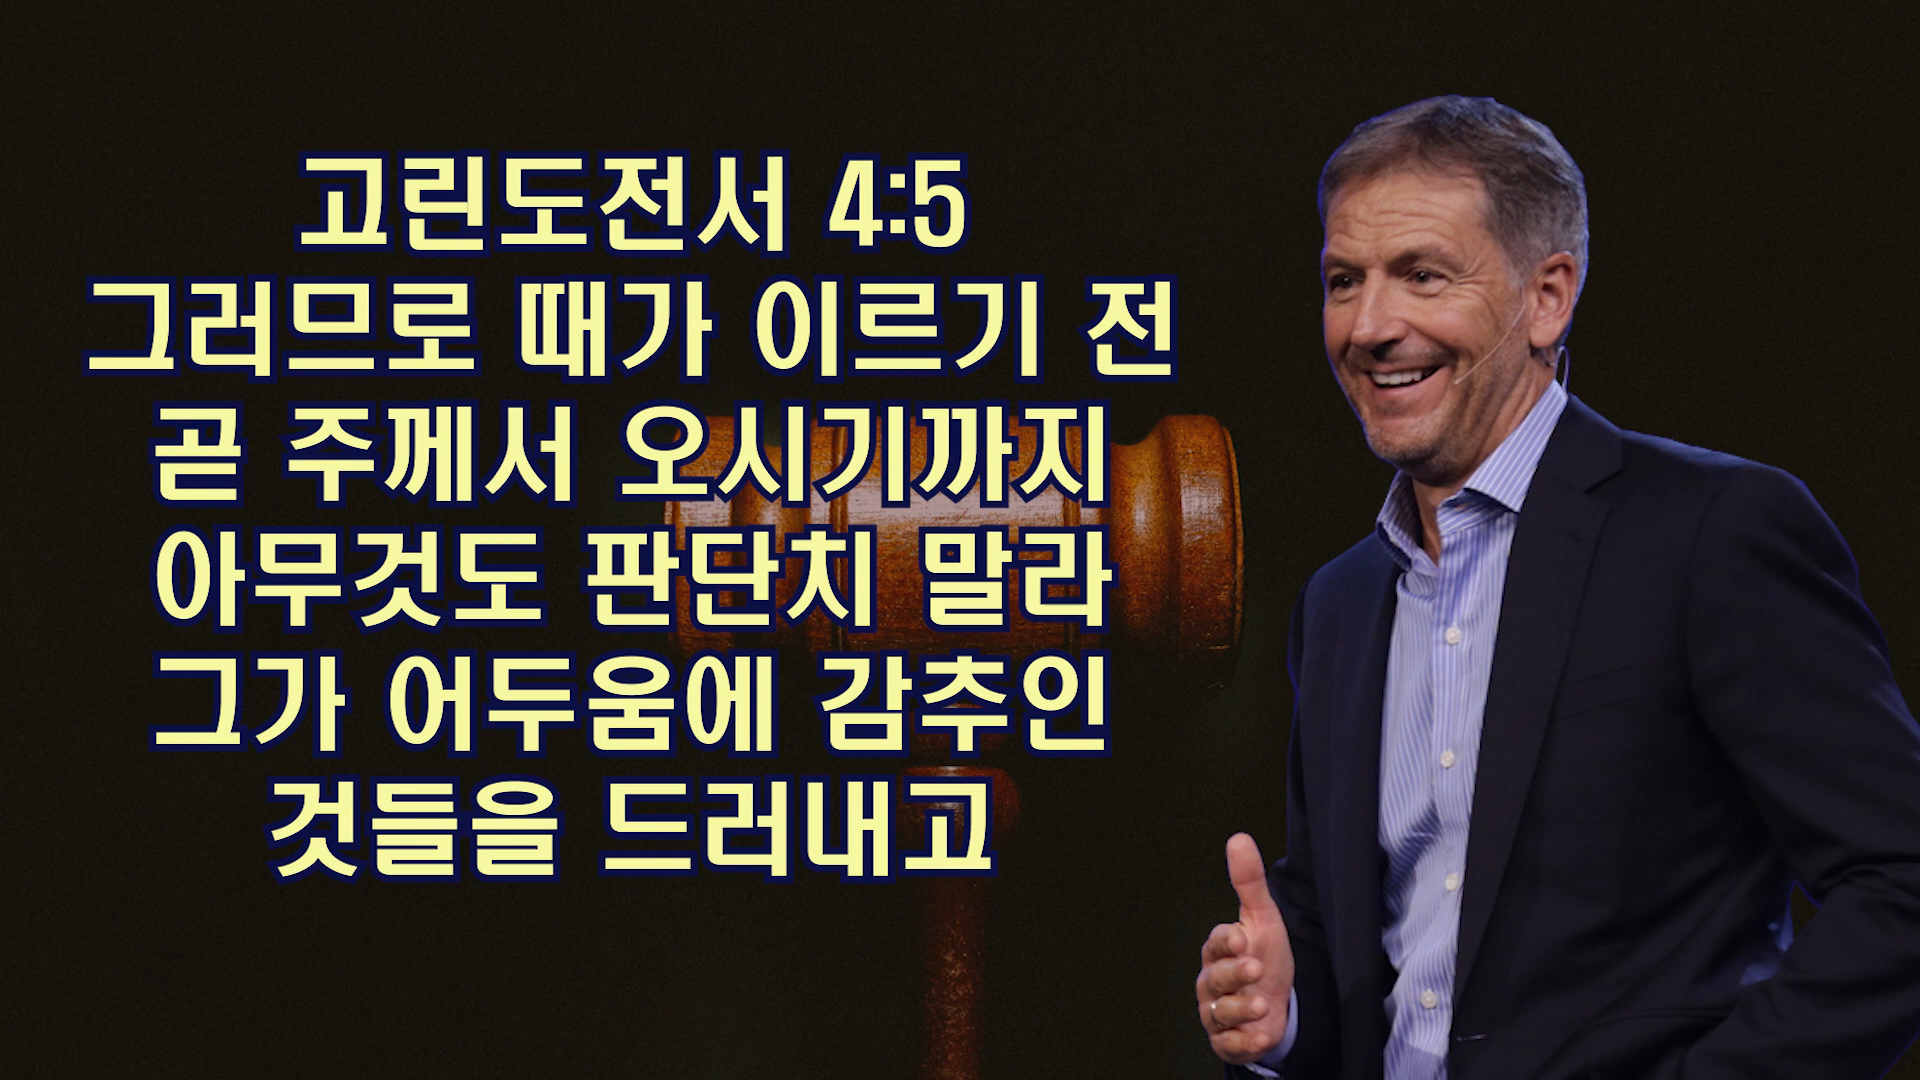 고린도전서 4:5
그러므로 때가 이르기 전
곧 주께서 오시기까지
아무것도 판단치 말라
그가 어두움에 감추인
것들을 드러내고